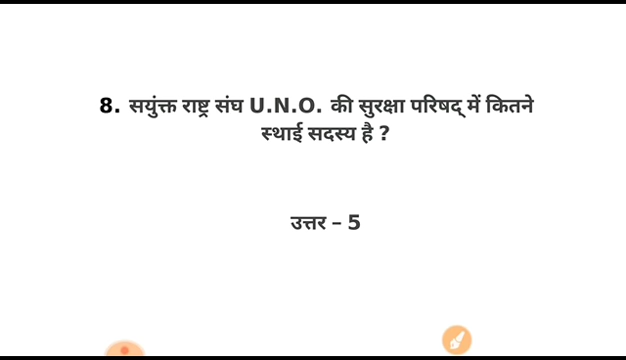 8. सयुंक्त राष्ट्र संघ U.N.O. की सुरक्षा परिषद् में कितने
स्थाई सदस्य है ?
उत्तर – 5